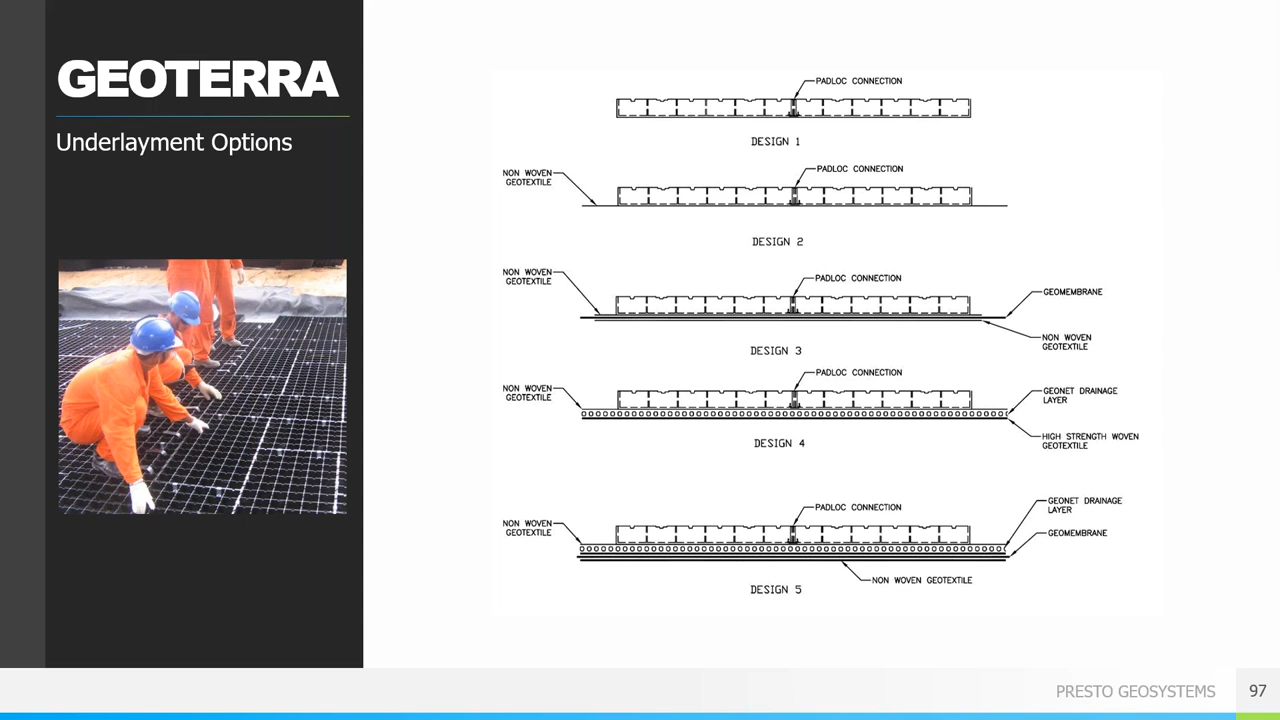 GEOTERRA
Underlayment Options
PADLOC CONNECTION
DESIGN 1
NON WOVEN
GEOTEXTILE
PADLOC CONNECTION
DESIGN 2
NON WOVEN
GEOTEXTILE
PADLOC CONNECTION
GEOMEMBRANE
NON WOVEN
GEOTEXTILE
DESIGN 3
NON WOVEN
GEOTEXTILE
PADLOC CONNECTION
GEONET DRAINAGE
LAYER
HIGH STRENGTH WOVEN
GEOTEXTILE
DESIGN 4
NON WOVEN
GEOTEXTILE
PADLOC CONNECTION
GEONET DRAINAGE
LAYER
GEOMEMBRANE
NON WOVEN GEOTEXTILE
DESIGN 5
PRESTO GEOSYSTEMS
97